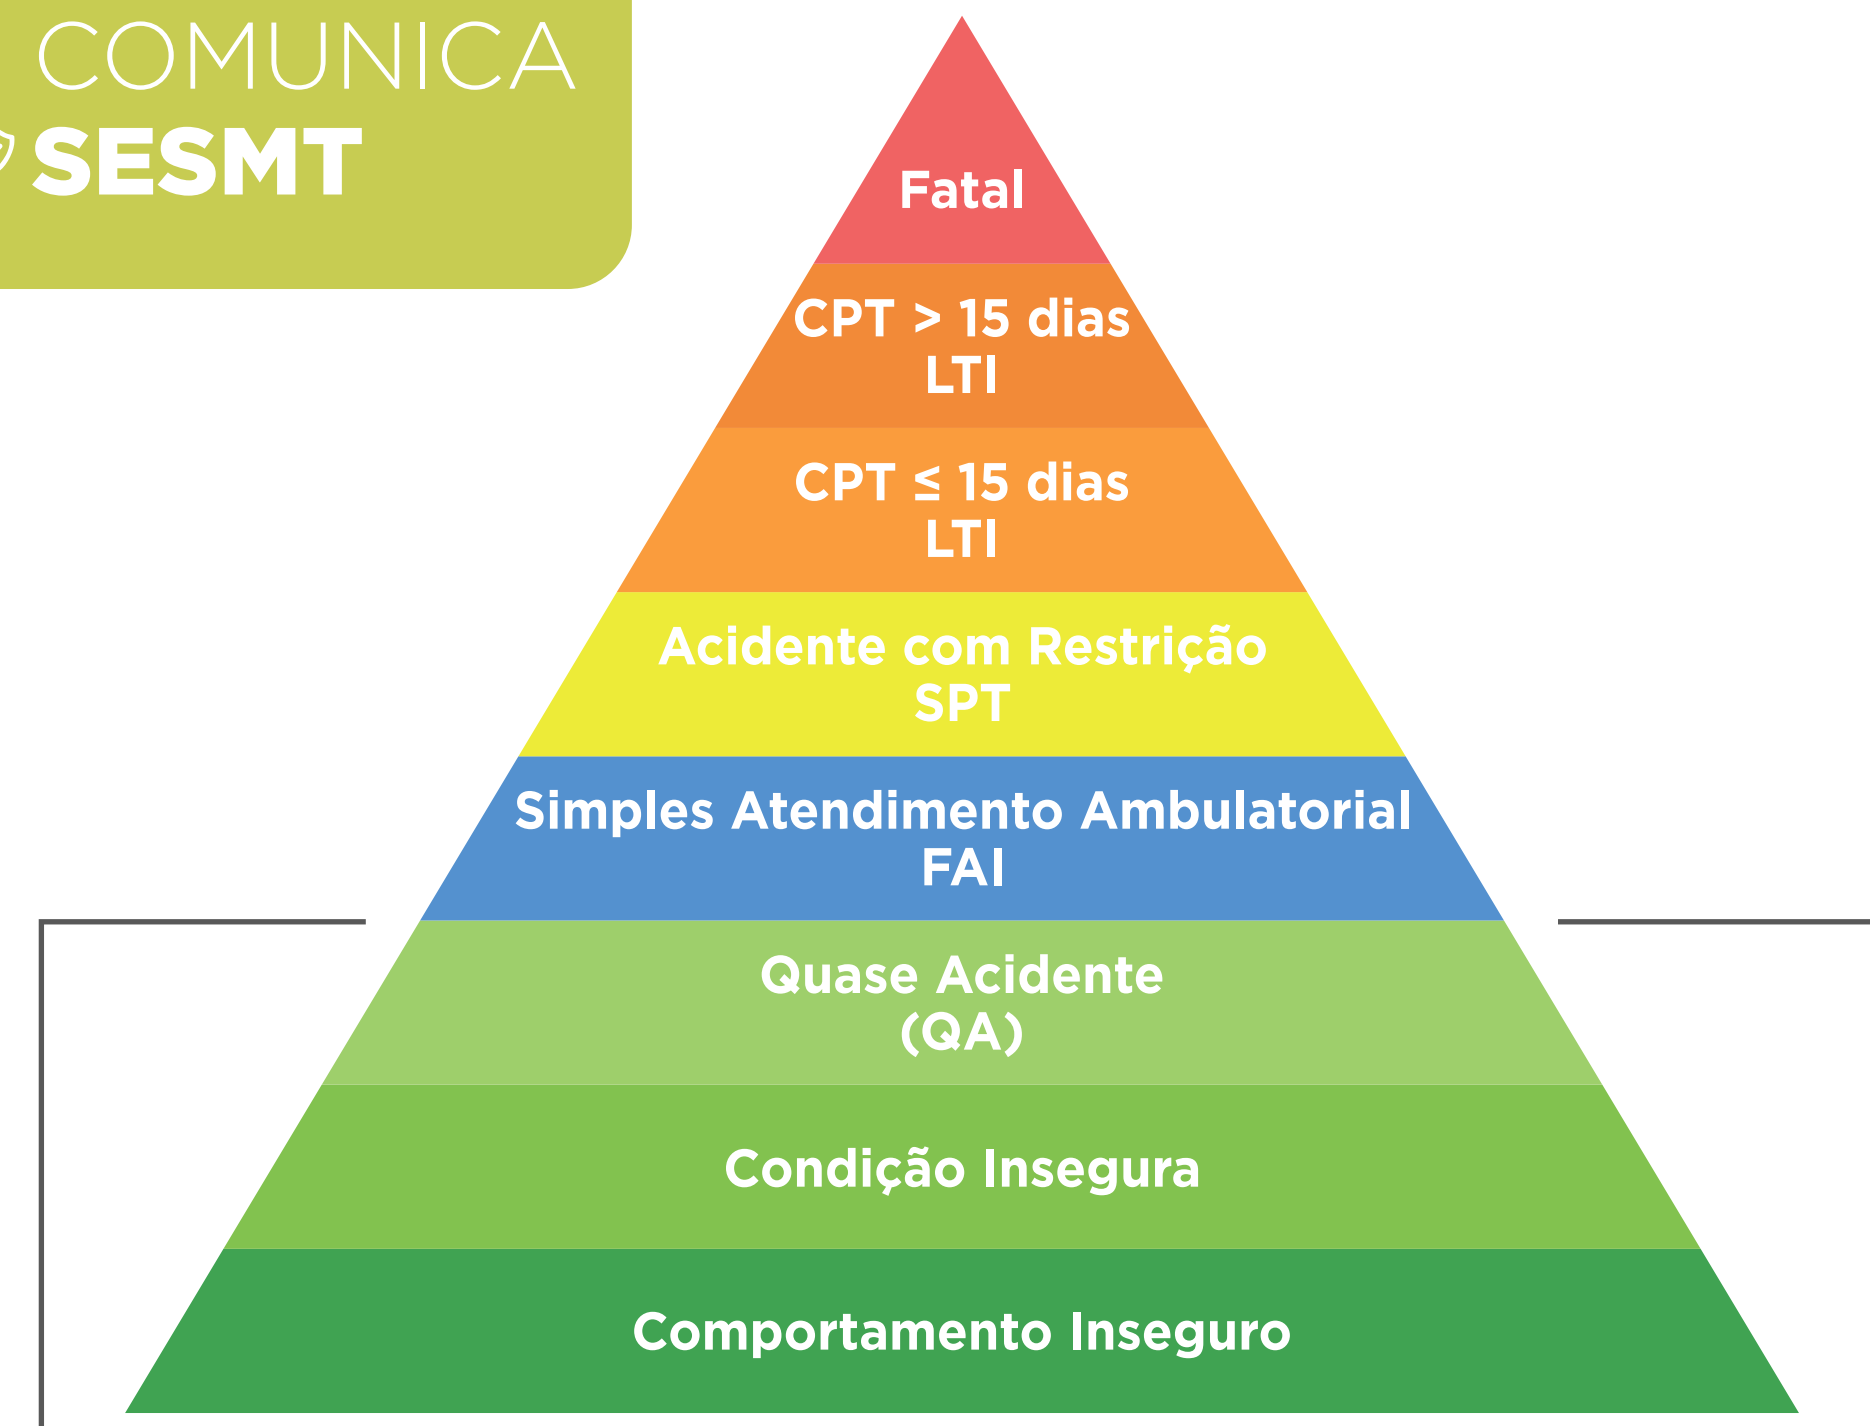 COMUNICA
SESMT
Fatal
CPT > 15 dias
LTI
CPT ≤ 15 dias
LTI
Acidente com Restrição
SPT
Simples Atendimento Ambulatorial
FAI
Quase Acidente
(QA)
Condição Insegura
Comportamento Inseguro